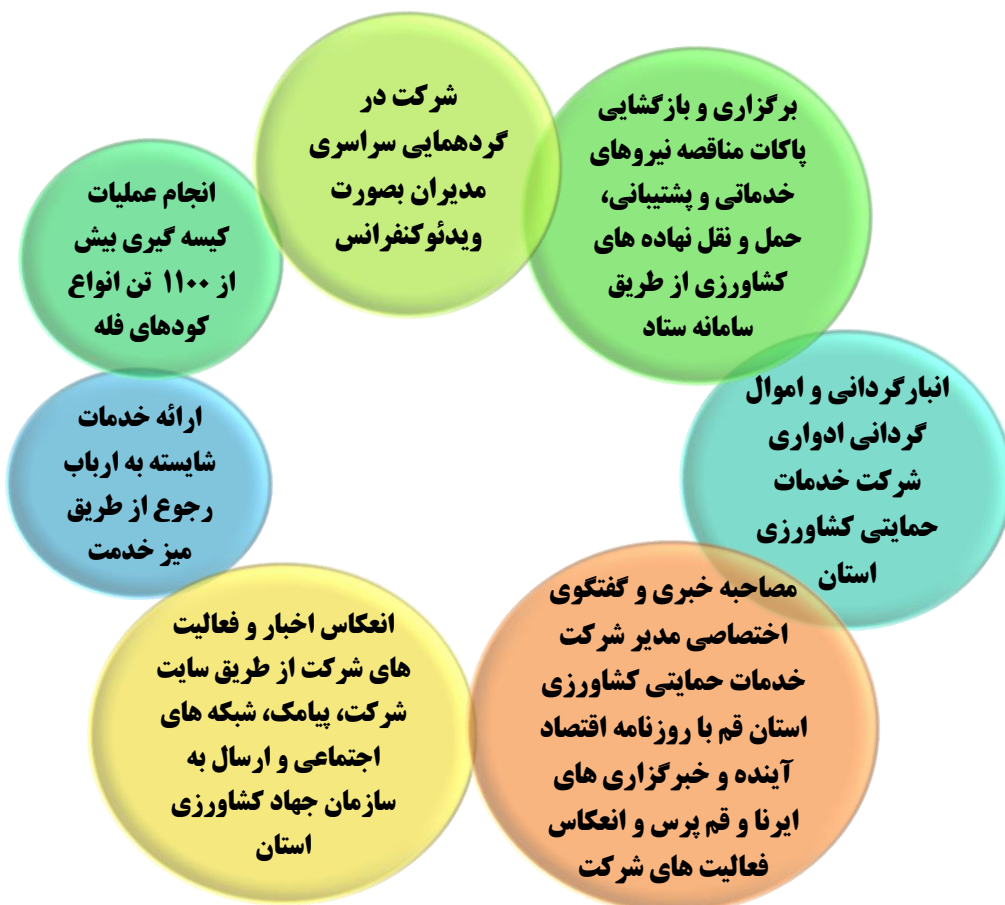 برگزاری و بازگشایی
پاکات مناقصه نیروهای
خدماتی و پشتیبانی،
حمل و نقل نهاده های
کشاورزی از طریق
سامانه ستاد
شرکت در
گردهمایی سراسری
مدیران بصورت
ویدئوکنفرانس
انجام عملیات
کیسه گیری بیش
از ۱۱۰۰ تن انواع
کودهای فله
ارائه خدمات
شایسته به ارباب
رجوع از طریق
میز خدمت
انبارگردانی و اموال
گردانی ادواری
شرکت خدمات
حمایتی کشاورزی
استان
مصاحبه خبری و گفتگوی
اختصاصی مدیر شرکت
خدمات حمایتی کشاورزی
استان قم با روزنامه اقتصاد
آینده و خبرگزاری های
ایرنا و قم پرس و انعکاس
فعالیت های شرکت
انعکاس اخبار و فعالیت
های شرکت از طریق سایت
شرکت، پیامک، شبکه های
اجتماعی و ارسال به
سازمان جهاد کشاورزی
استان